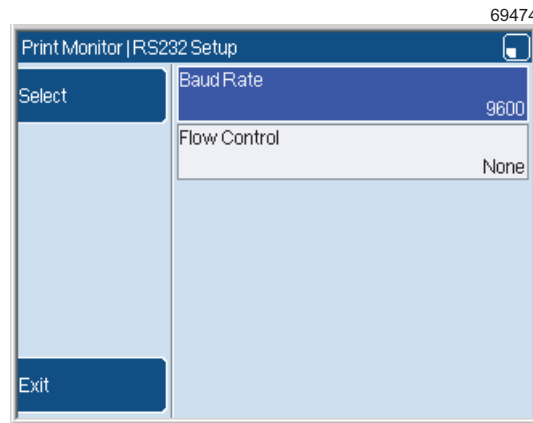 69474
Print Monitor | RS232 Setup
Select
Baud Rate
9600
Flow Control
None
Exit